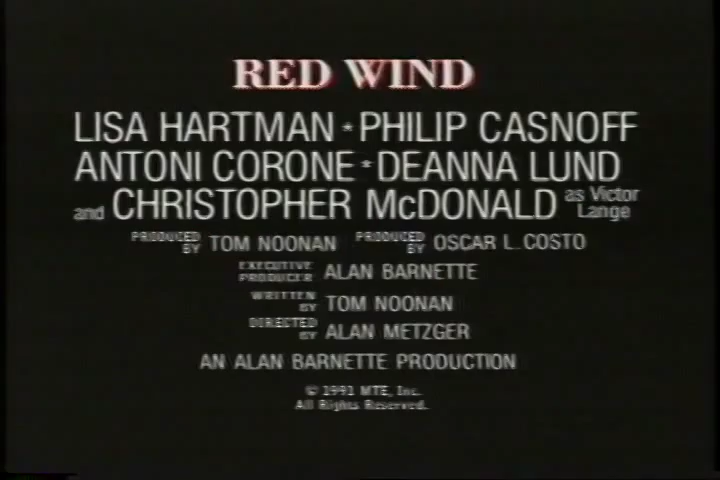 RED WIND
LISA HARTMAN * PHILIP CASNOFF
ANTONI CORONE * DEANNA LUND
and CHRISTOPHER McDONALD as Victor Lange
PRODUCED BY TOM NOONAN PRODUCED BY OSCAR L. COSTO
EXECUTIVE PRODUCER ALAN BARNETTE
WRITTEN BY TOM NOONAN
DIRECTED BY ALAN METZGER
AN ALAN BARNETTE PRODUCTION
© 1991 MTE, Inc.
All Rights Reserved.